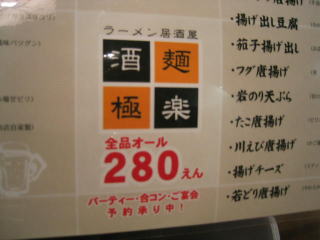 ラーメン居酒屋
酒麺
極楽
全品オール
280えん
パーティー・合コン・ご宴会
予約承り中!
・揚げ出し豆腐
・茄子揚げ出し
・フグ唐揚げ
・岩のり天ぷら
・たこ唐揚げ
・川えび唐揚げ
・揚げチーズ
・若どり唐揚げ